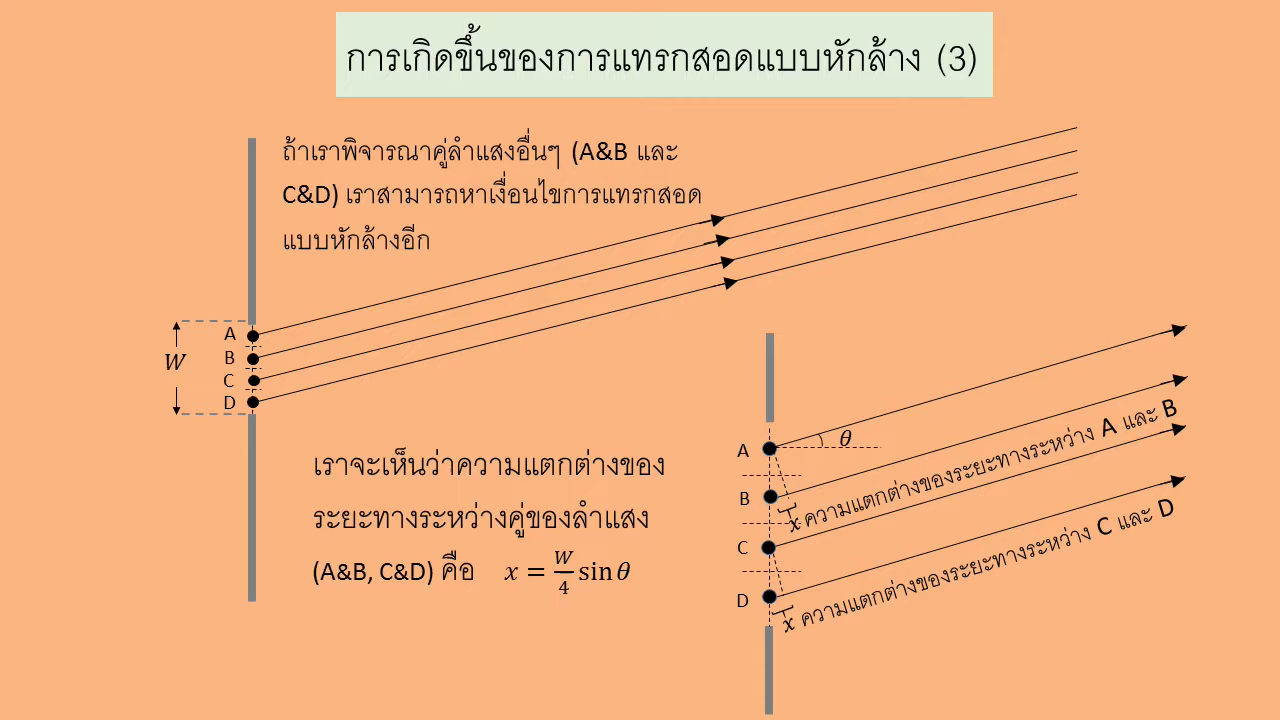 การเกิดขึ้นของการแทรกสอดแบบหักล้าง (3)
ถ้าเราพิจารณาคู่ลำแสงอื่นๆ (A&B และ
C&D) เราสามารถหาเงื่อนไขการแทรกสอด
แบบหักล้างอีก
A
B
C
D
W
เราจะเห็นว่าความแตกต่างของ
ระยะทางระหว่างคู่ของลำแสง
(A&B, C&D) คือ x = W/4 sin θ
A
θ
B
x ความแตกต่างของระยะทางระหว่าง A และ B
C
D
x ความแตกต่างของระยะทางระหว่าง C และ D